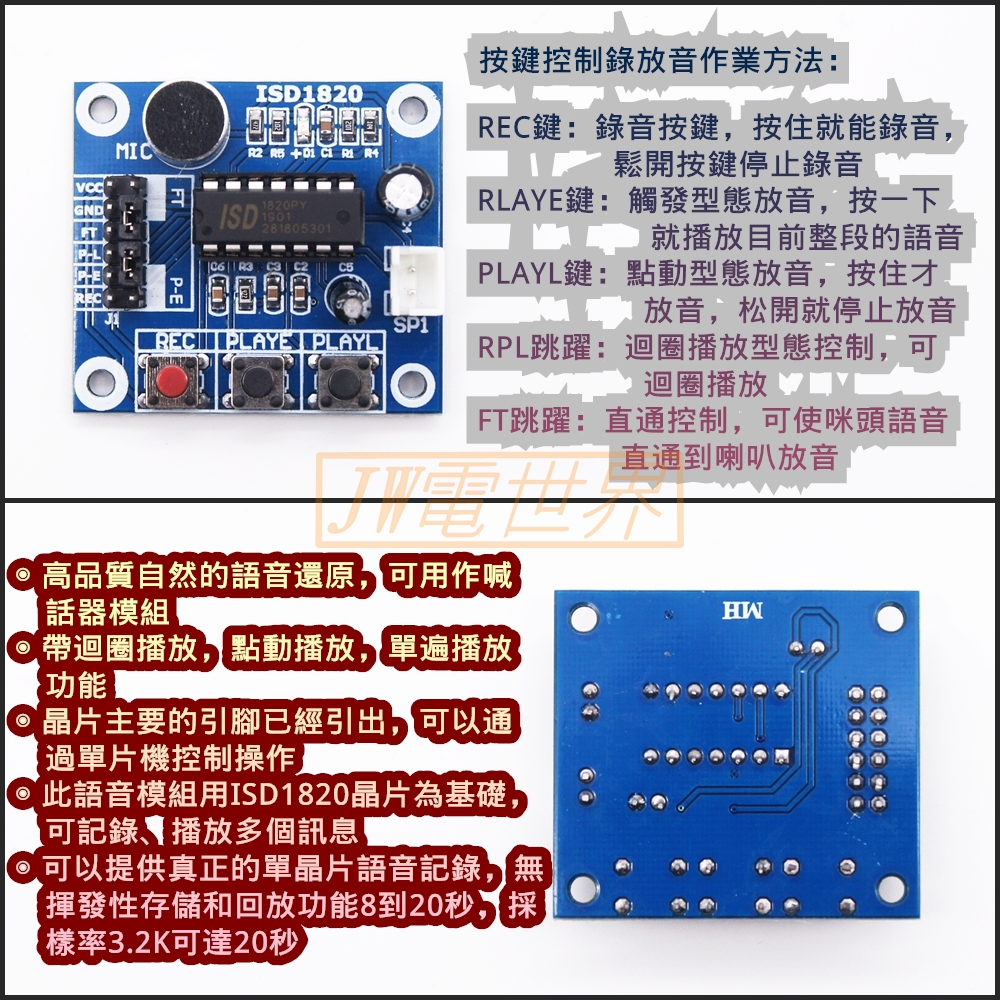 按鍵控制錄放音作業方法：
REC鍵：錄音按鍵，按住就能錄音，
鬆開按鍵停止錄音
RLAYE鍵：觸發型態放音，按一下
就播放目前整段的語音
PLAYL鍵：點動型態放音，按住才
放音，松開就停止放音
RPL跳躍：迴圈播放型態控制，可
迴圈播放
FT跳躍：直通控制，可使咪頭語音
直通到喇叭放音
ISD1820
MIC
R2 R5 +D1 C1 R1 R4
VCC
GND
FT
P-L
P-E
REC
J1
FT
P-E
ISD
1820PY
1901
281805301
C6 R3 C3 C2 C5
SP1
REC PLAYE PLAYL
JW電世界
◉ 高品質自然的語音還原，可用作喊
話器模組
◉ 帶迴圈播放，點動播放，單遍播放
功能
◉ 晶片主要的引腳已經引出，可以通
過單片機控制操作
◉ 此語音模組用ISD1820晶片為基礎，
可記錄、播放多個訊息
◉ 可以提供真正的單晶片語音記錄，無
揮發性存儲和回放功能8到20秒，採
樣率3.2K可達20秒
MH